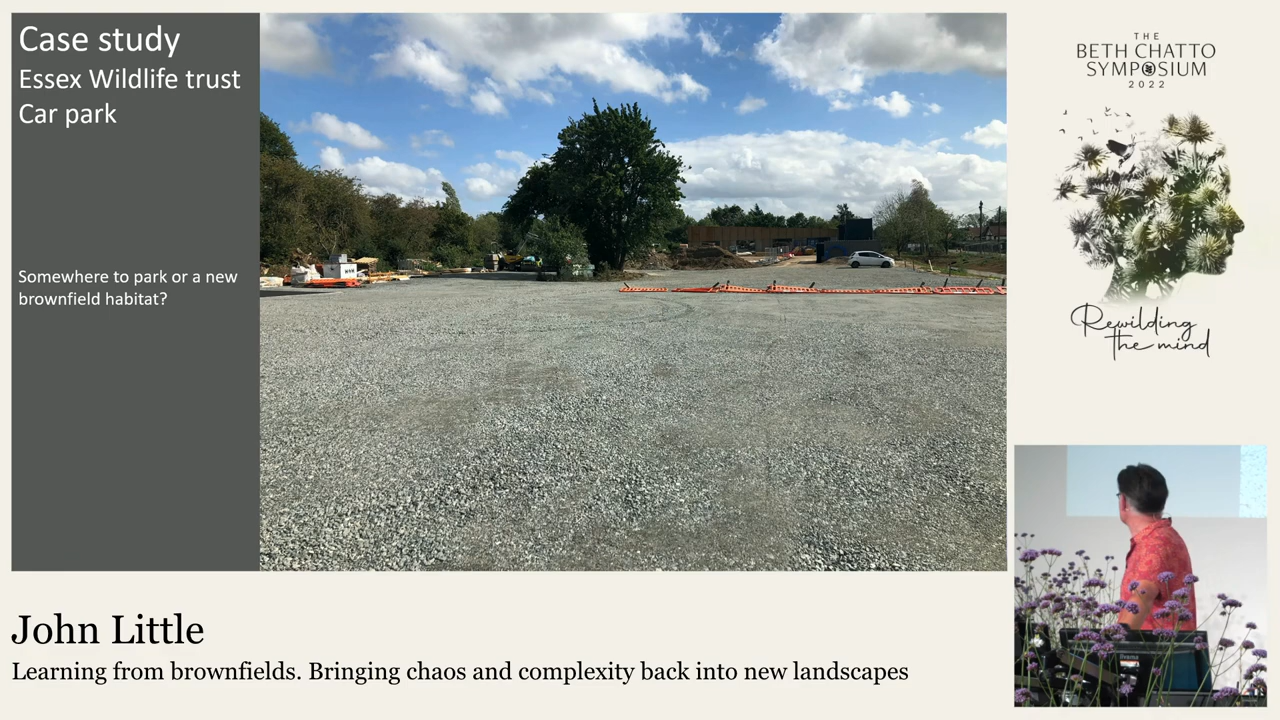 Case study
Essex Wildlife trust
Car park
Somewhere to park or a new
brownfield habitat?
THE
BETH CHATTO
SYMPOSIUM
2022
Rewilding
the mind
John Little
Learning from brownfields. Bringing chaos and complexity back into new landscapes